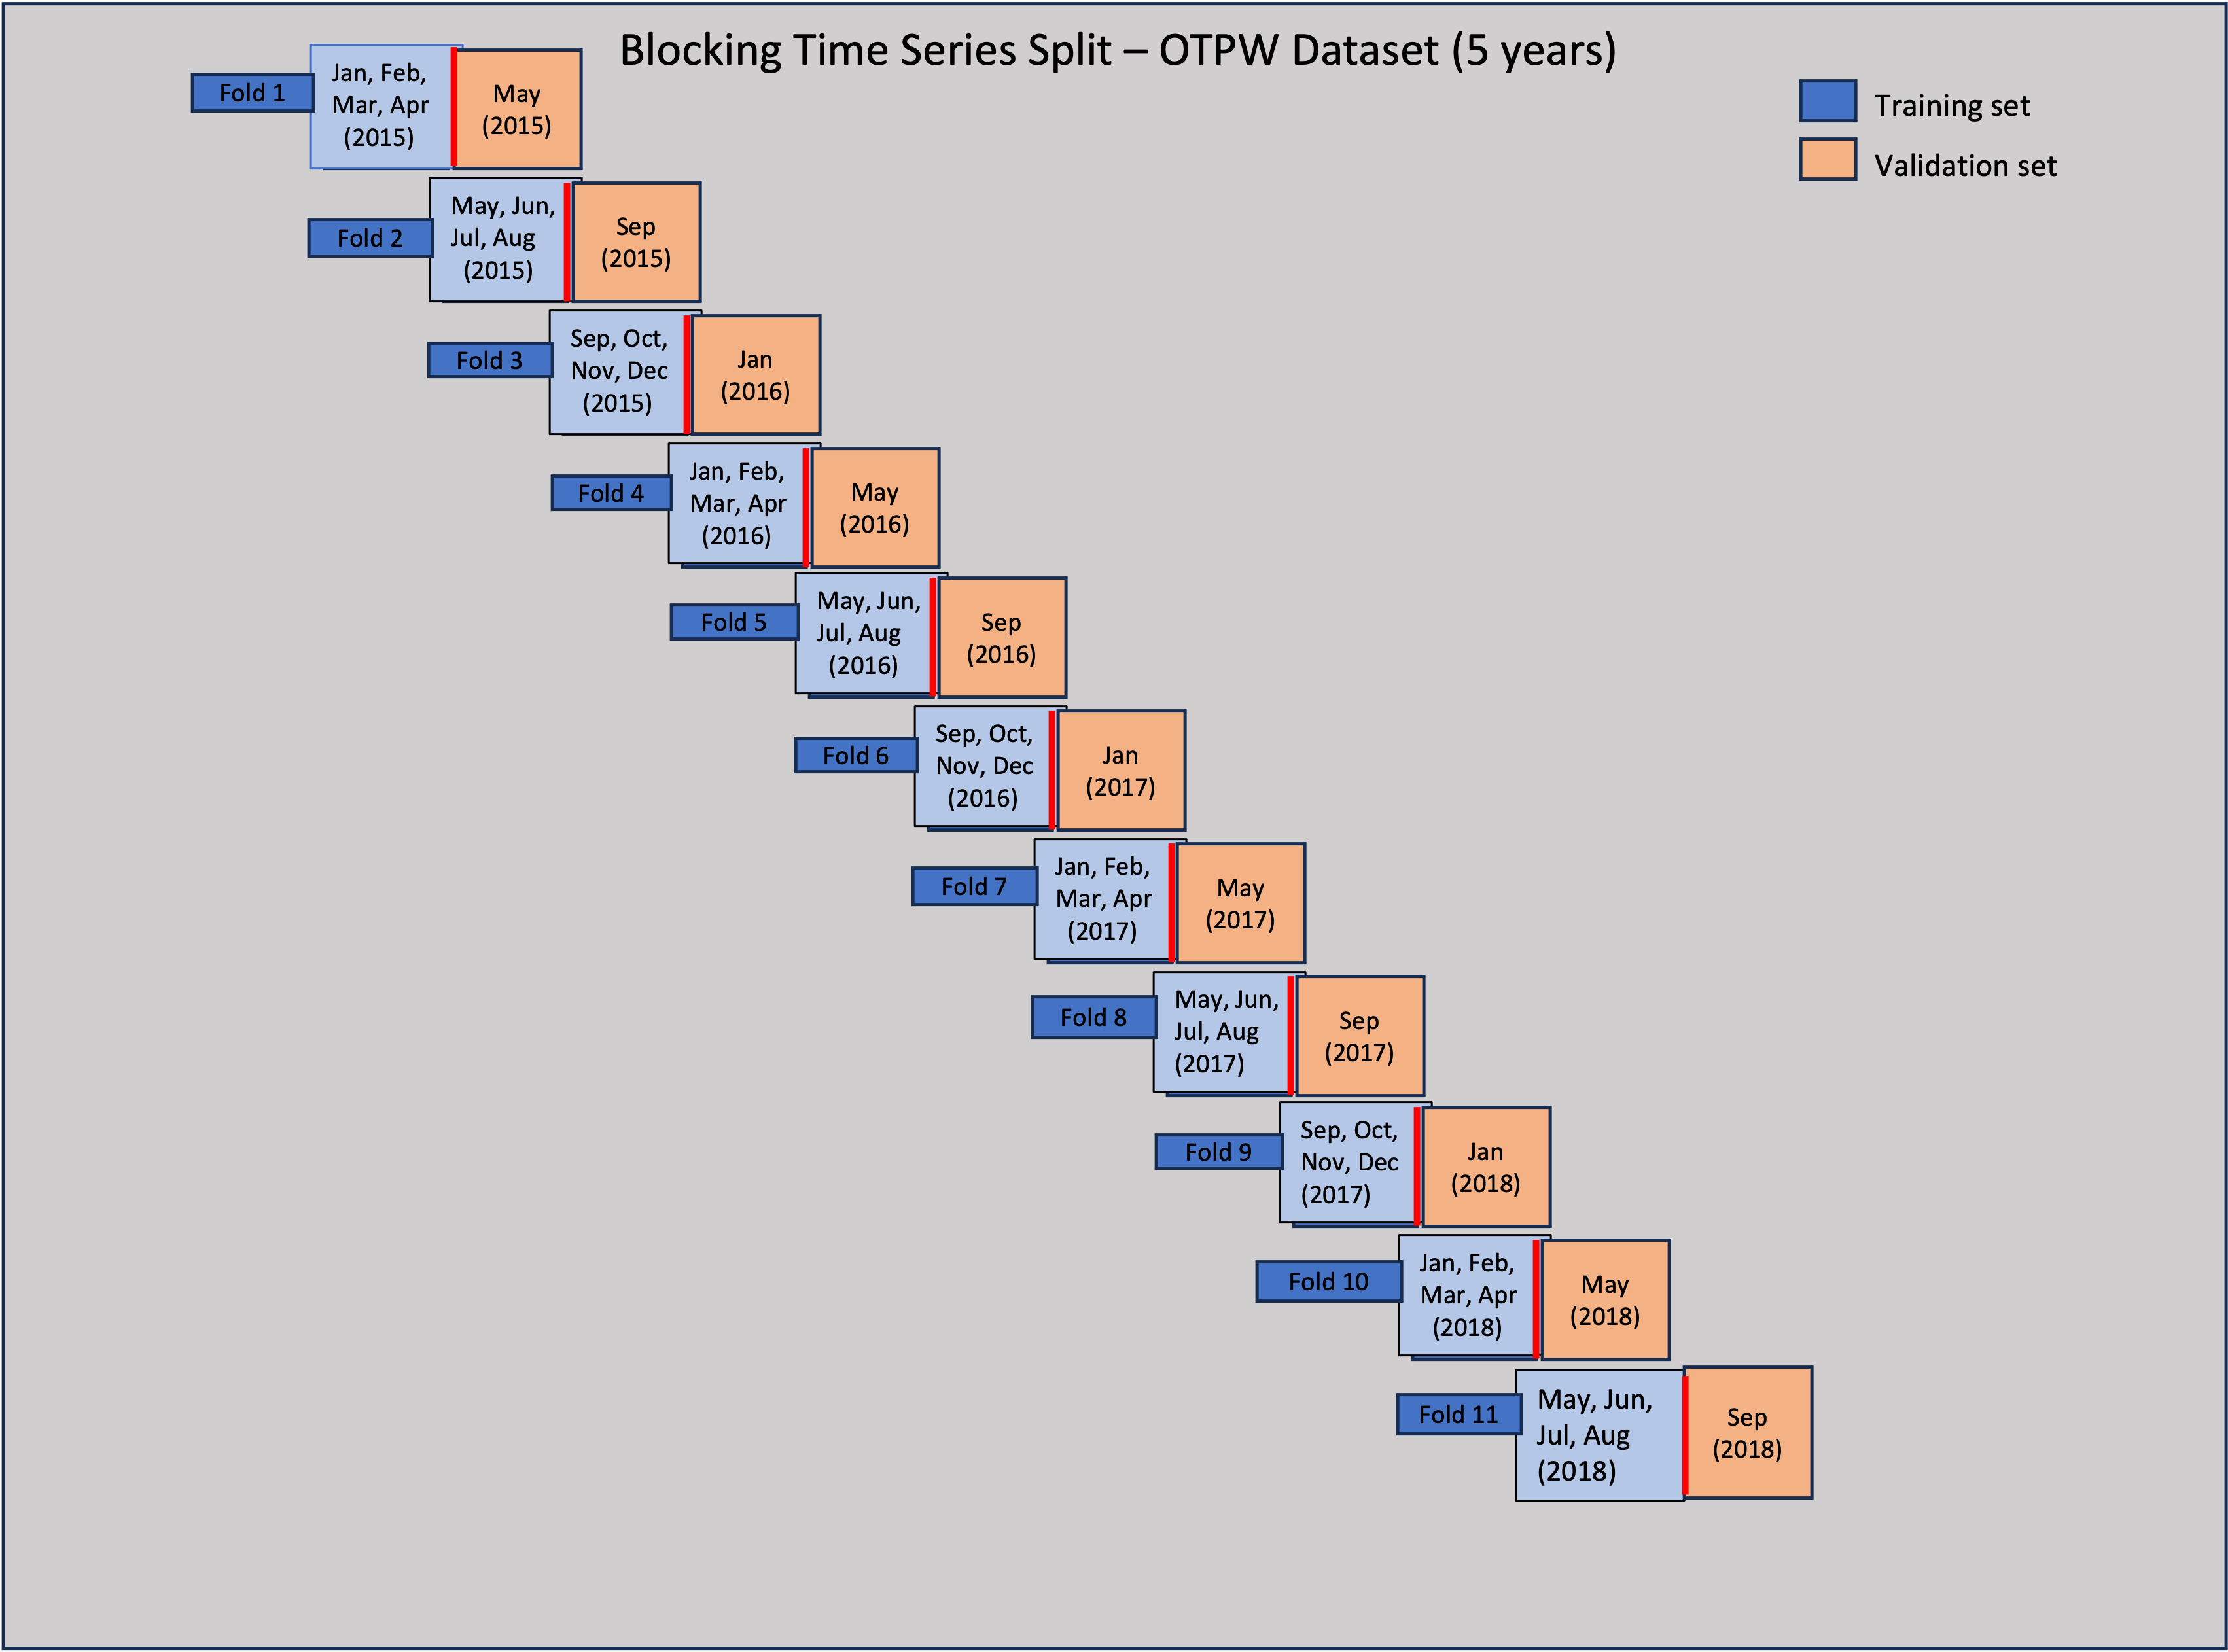 Blocking Time Series Split – OTPW Dataset (5 years)
Training set
Validation set
Fold 1
Jan, Feb,
Mar, Apr
(2015)
May
(2015)
Fold 2
May, Jun,
Jul, Aug
(2015)
Sep
(2015)
Fold 3
Sep, Oct,
Nov, Dec
(2015)
Jan
(2016)
Fold 4
Jan, Feb,
Mar, Apr
(2016)
May
(2016)
Fold 5
May, Jun,
Jul, Aug
(2016)
Sep
(2016)
Fold 6
Sep, Oct,
Nov, Dec
(2016)
Jan
(2017)
Fold 7
Jan, Feb,
Mar, Apr
(2017)
May
(2017)
Fold 8
May, Jun,
Jul, Aug
(2017)
Sep
(2017)
Fold 9
Sep, Oct,
Nov, Dec
(2017)
Jan
(2018)
Fold 10
Jan, Feb,
Mar, Apr
(2018)
May
(2018)
Fold 11
May, Jun,
Jul, Aug
(2018)
Sep
(2018)